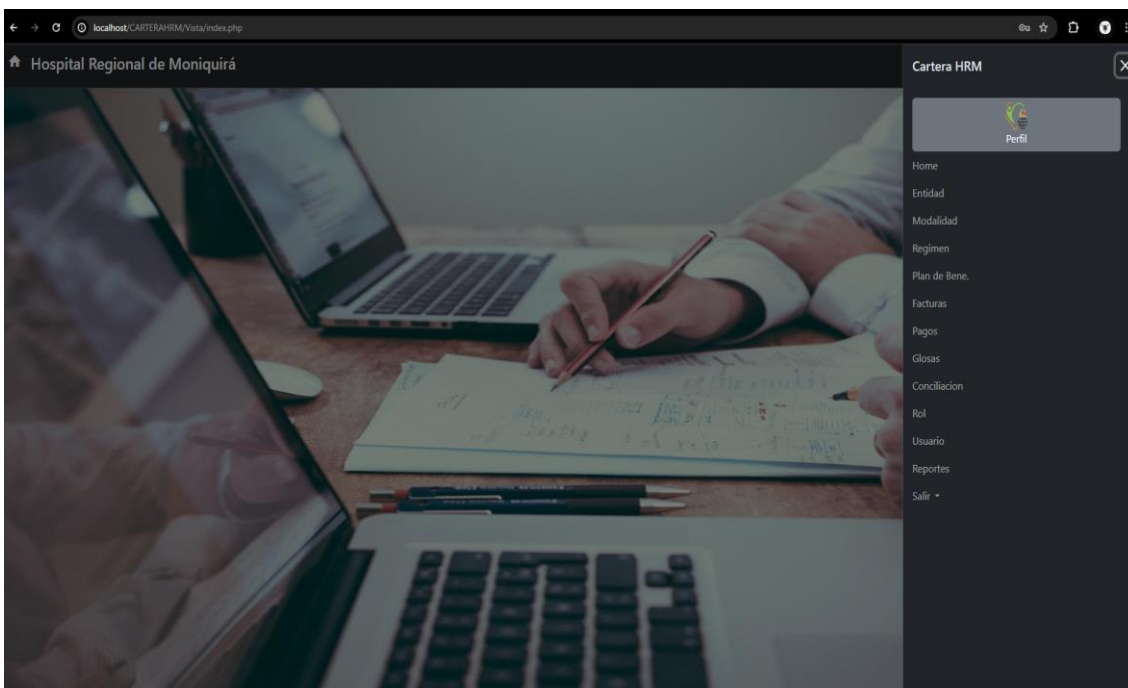 localhost/CARTERAHRM/Vista/index.php
Hospital Regional de Moniquirá
Cartera HRM
Perfil
Home
Entidad
Modalidad
Regimen
Plan de Bene.
Facturas
Pagos
Glosas
Conciliacion
Rol
Usuario
Reportes
Salir